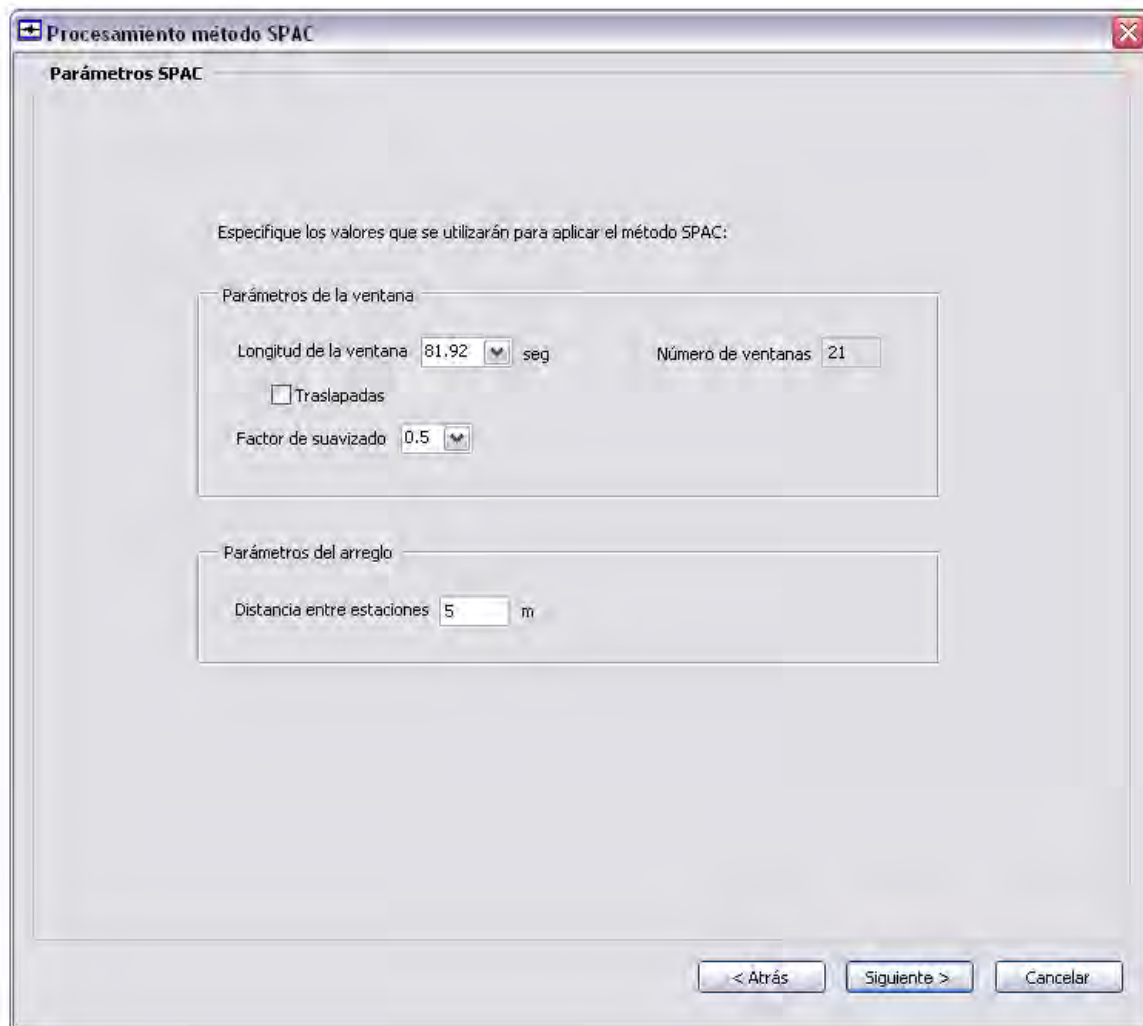 Procesamiento método SPAC
Parámetros SPAC
Especifique los valores que se utilizarán para aplicar el método SPAC:
Parámetros de la ventana
Longitud de la ventana 81.92 seg Número de ventanas 21
Traslapadas
Factor de suavizado 0.5
Parámetros del arreglo
Distancia entre estaciones 5 m
< Atrás Siguiente > Cancelar